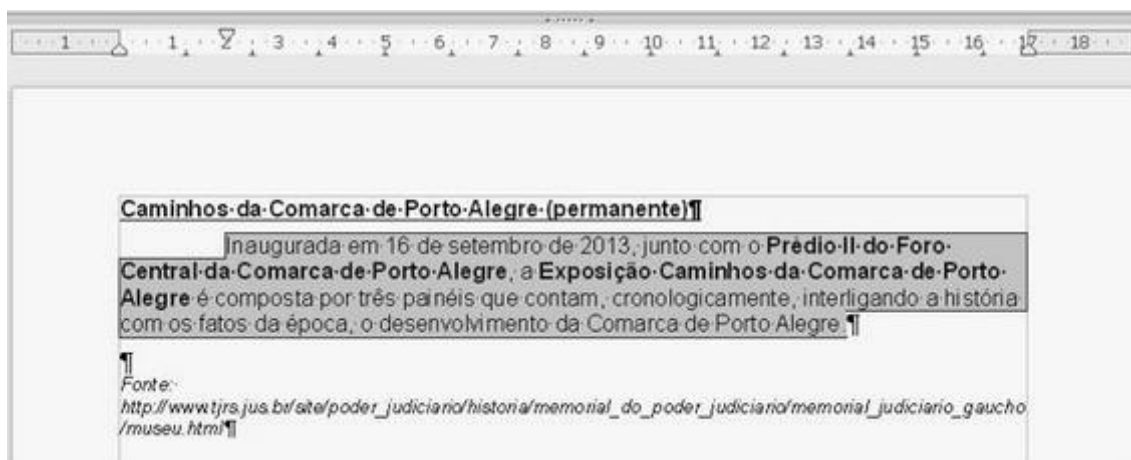 1 1 2 3 4 5 6 7 8 9 10 11 12 13 14 15 16 17 18
Caminhos·da·Comarca·de·Porto·Alegre·(permanente)¶
Inaugurada·em·16·de·setembro·de·2013,·junto·com·o·Prédio·II·do·Foro·
Central·da·Comarca·de·Porto·Alegre,·a·Exposição·Caminhos·da·Comarca·de·Porto·
Alegre·é·composta·por·três·painéis·que·contam,·cronologicamente,·interligando·a·história·
com·os·fatos·da·época,·o·desenvolvimento·da·Comarca·de·Porto·Alegre.¶
¶
Fonte:·
http://www.tjrs.jus.br/site/poder_judiciario/historia/memorial_do_poder_judiciario/memorial_judiciario_gaucho
/museu.html¶